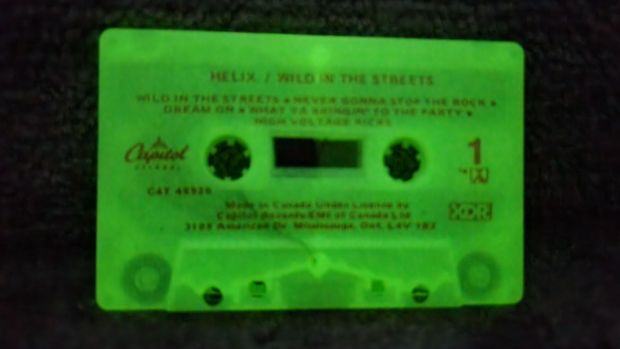 HELIX / WILD IN THE STREETS
WILD IN THE STREETS • NEVER GONNA STOP THE ROCK •
DREAM ON • WHAT YA BRINGIN' TO THE PARTY •
HIGH VOLTAGE KICKS
Capitol
RECORDS
1
C4T
Made in Canada Under Licence by
Capitol Records-EMI of Canada Ltd
3109 American Dr. Mississauga, Ont. L4V 1B2
XDR